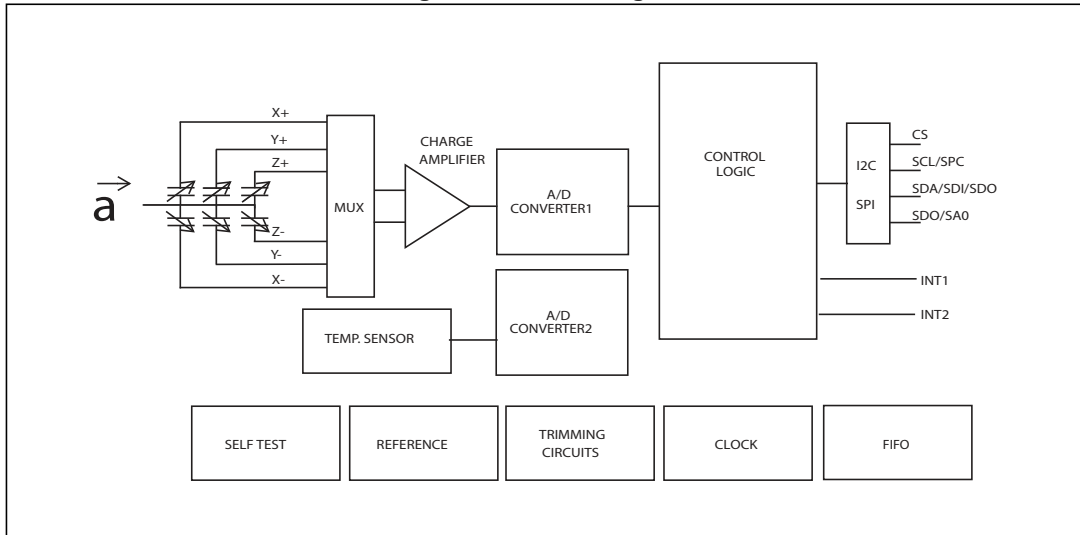 X+
Y+
Z+
a
Z-
Y-
X-
MUX
CHARGE
AMPLIFIER
A/D
CONVERTER1
CONTROL
LOGIC
I2C
SPI
CS
SCL/SPC
SDA/SDI/SDO
SDO/SA0
INT1
INT2
TEMP. SENSOR
A/D
CONVERTER2
SELF TEST
REFERENCE
TRIMMING
CIRCUITS
CLOCK
FIFO